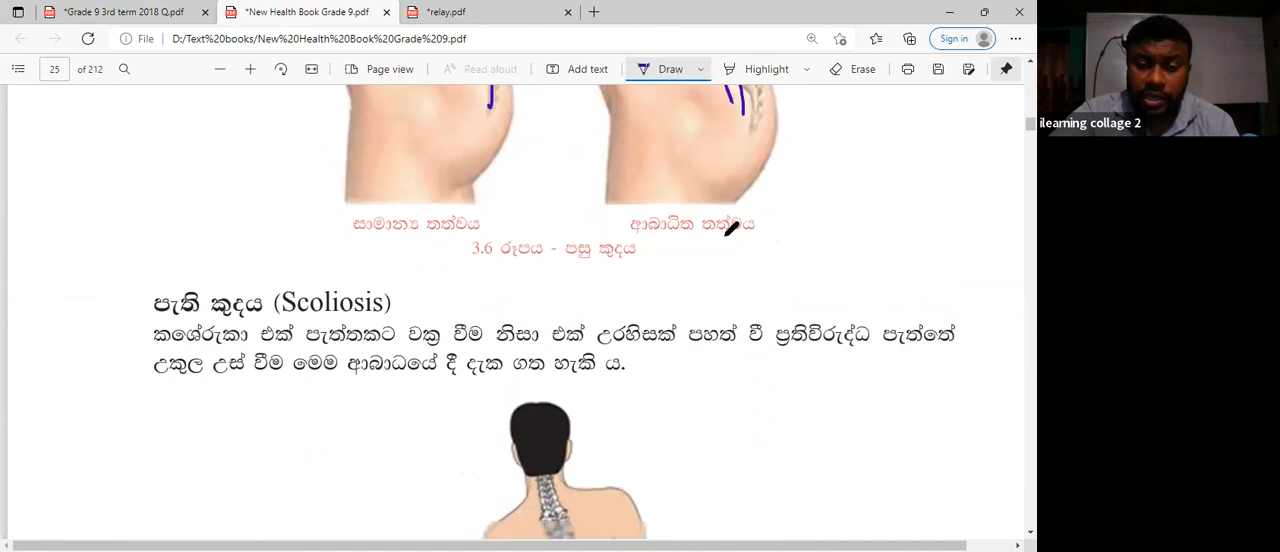 *Grade 9 3rd term 2018 Q.pdf
*New Health Book Grade 9.pdf
*relay.pdf
File
D:/Text%20books/New%20Health%20Book%20Grade%209.pdf
Sign in
25 of 212
Page view
Read aloud
Add text
Draw
Highlight
Erase
ilearning collage 2
සාමාන්‍ය තත්වය
ආබාධිත තත්වය
3.6 රූපය - පසු කුදය
පැති කුදය (Scoliosis)
කශේරුකා එක් පැත්තකට වක්‍ර වීම නිසා එක් උරහිසක් පහත් වී ප්‍රතිවිරුද්ධ පැත්තේ
උකුල උස් වීම මෙම ආබාධයේ දී දැක ගත හැකි ය.